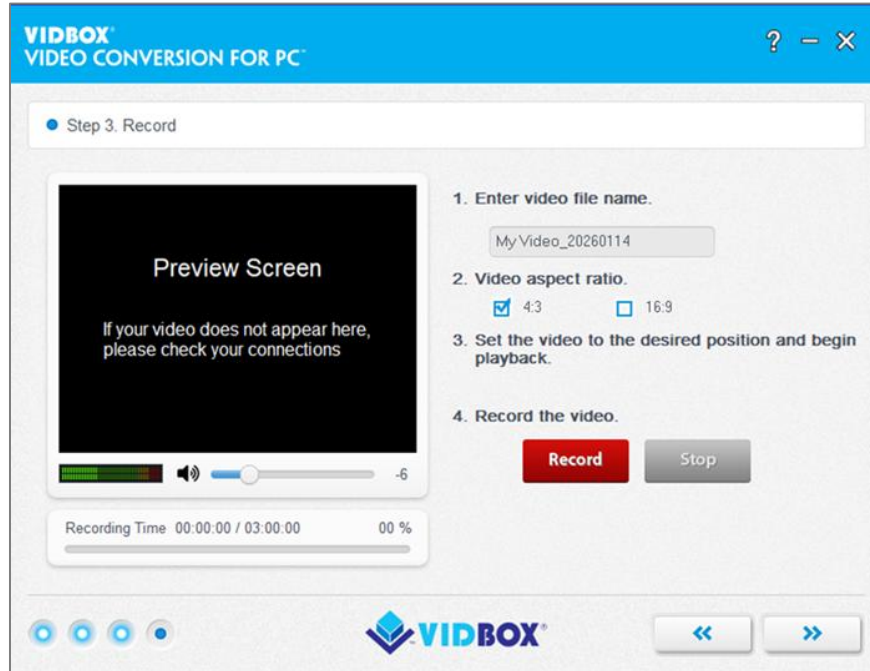 VIDBOX®
VIDEO CONVERSION FOR PC™
? – ×
Step 3. Record
Preview Screen
If your video does not appear here,
please check your connections
-6
Recording Time 00:00:00 / 03:00:00 00 %
1. Enter video file name.
My Video_20260114
2. Video aspect ratio.
4:3 16:9
3. Set the video to the desired position and begin
playback.
4. Record the video.
Record Stop
VIDBOX®
« »